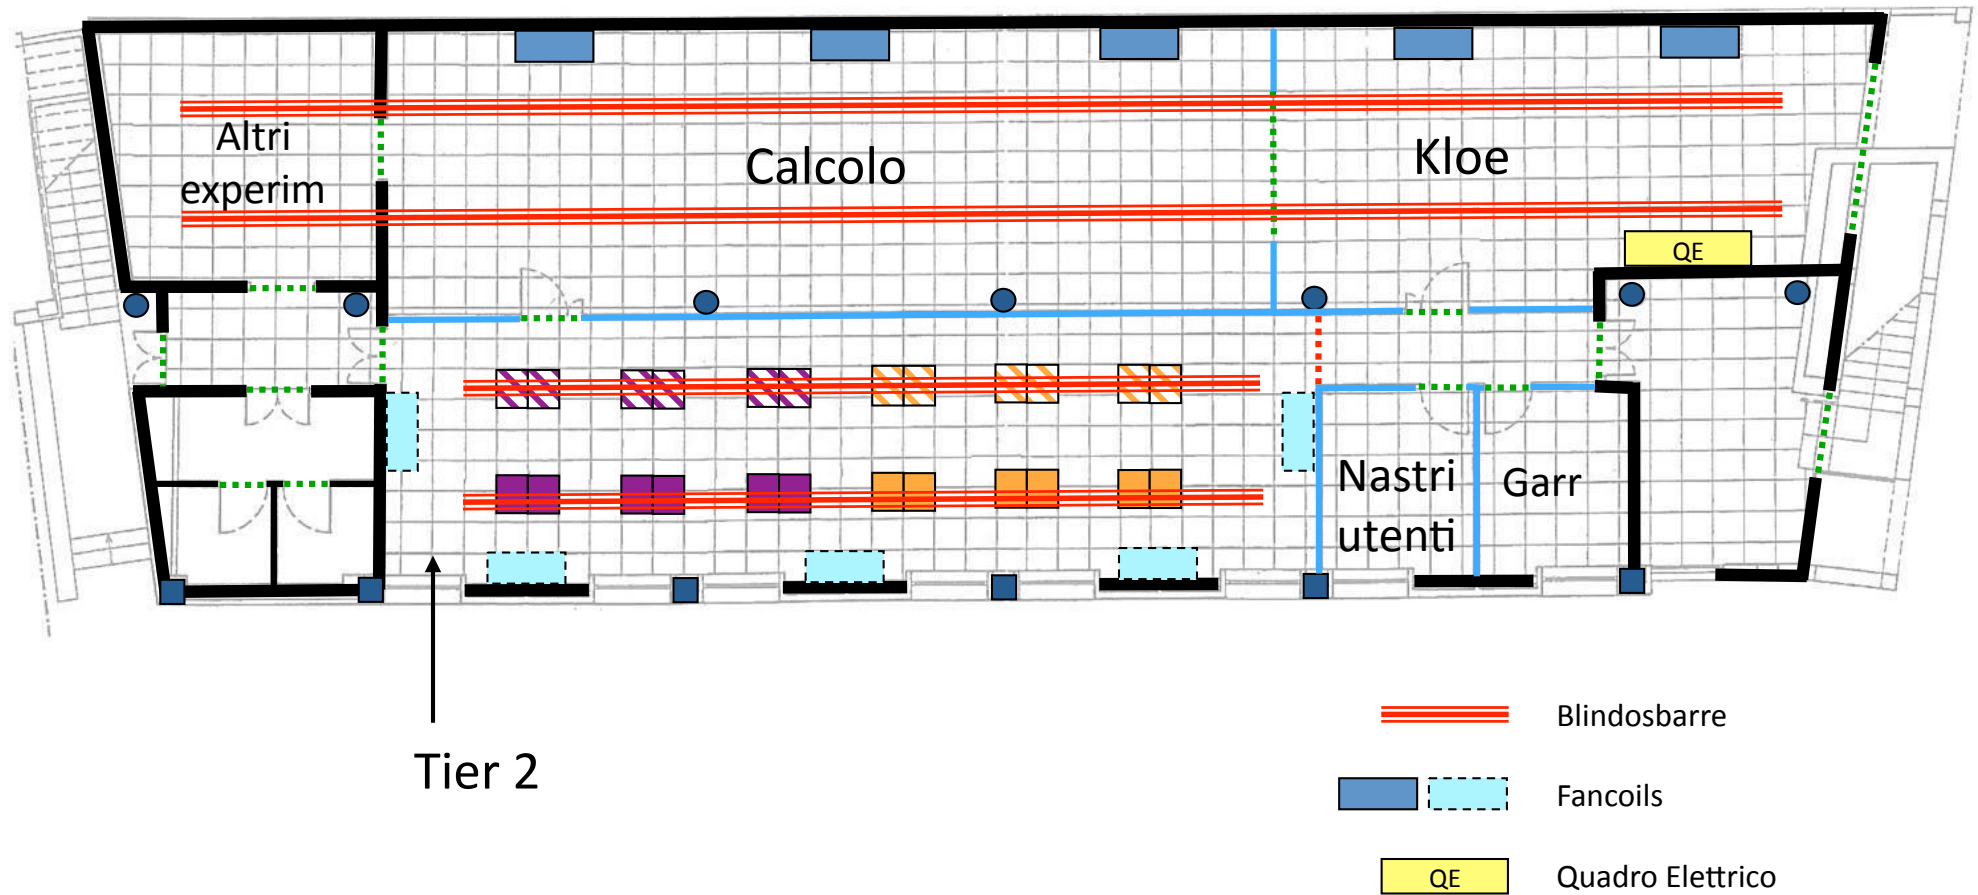 Altri
experim
Calcolo
Kloe
QE
Nastri
utenti
Garr
Tier 2
Blindosbarre
Fancoils
QE
Quadro Elettrico